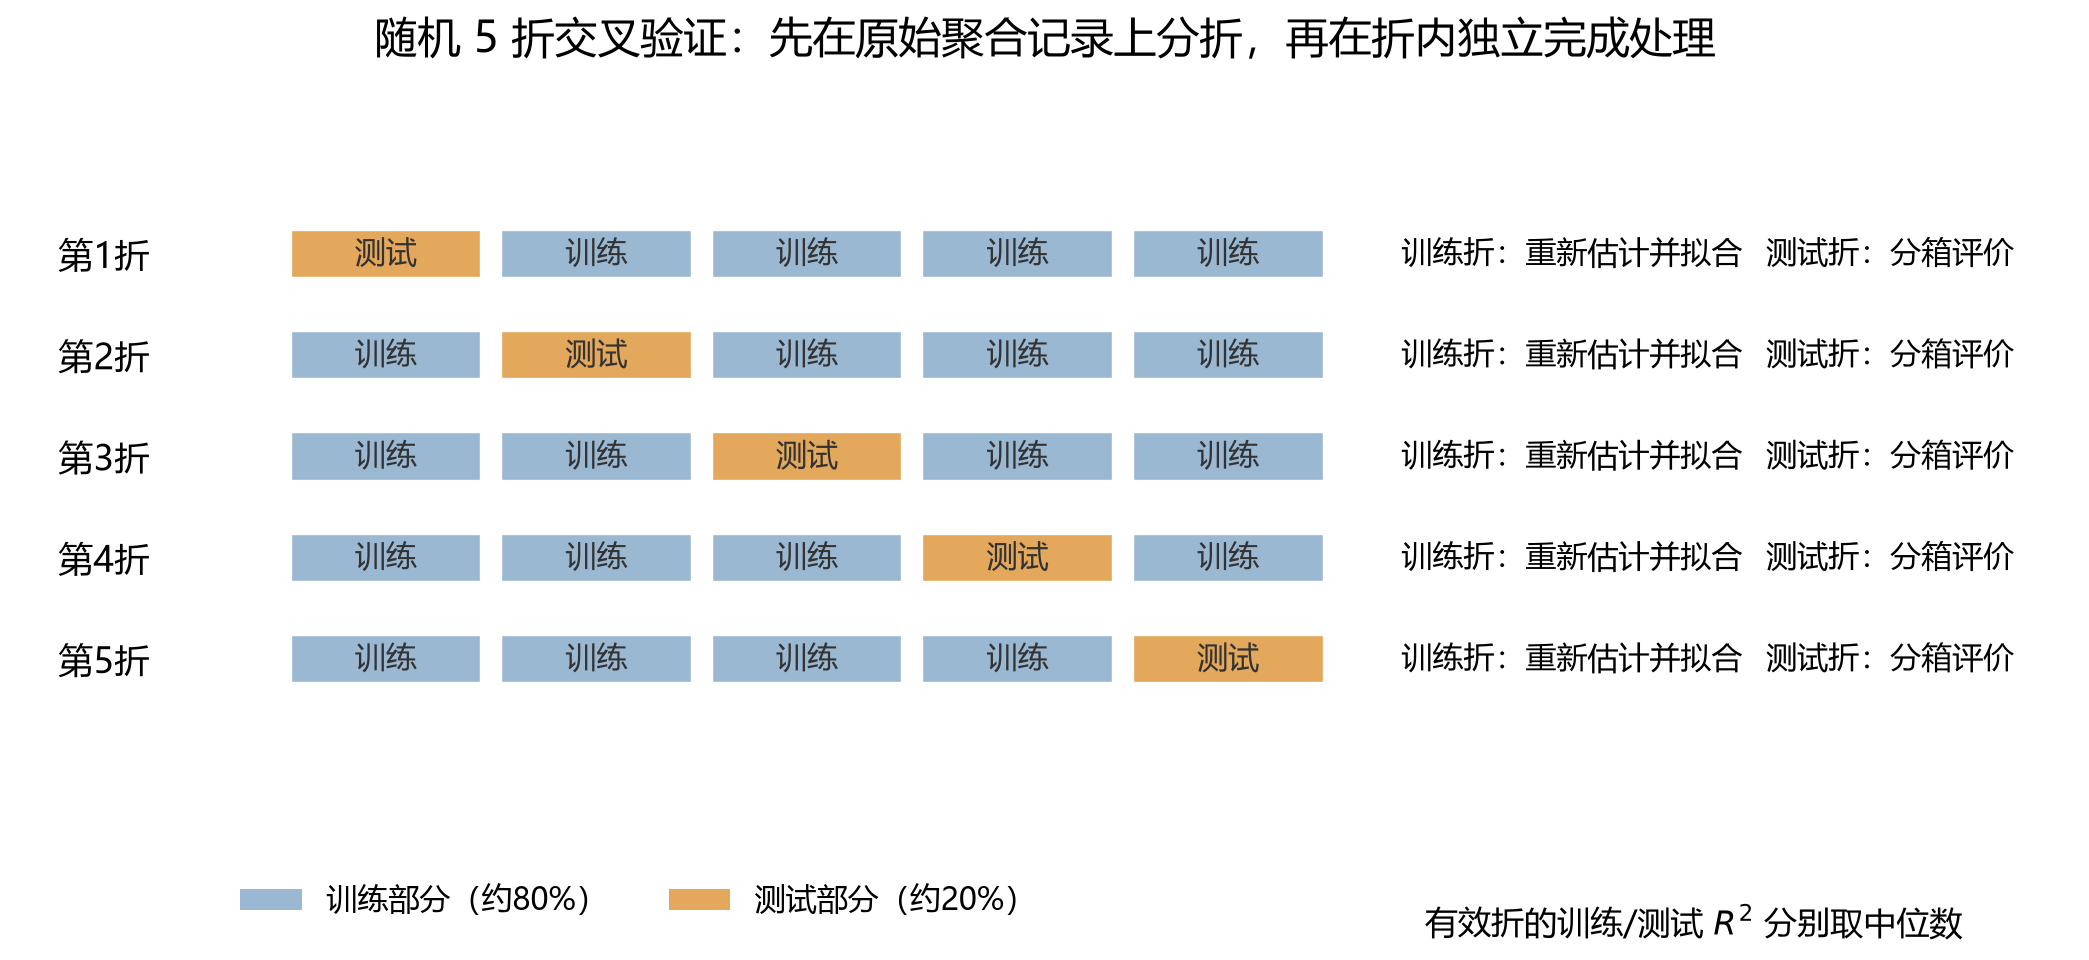 随机 5 折交叉验证：先在原始聚合记录上分折，再在折内独立完成处理
第1折 测试 训练 训练 训练 训练 训练折：重新估计并拟合 测试折：分箱评价
第2折 训练 测试 训练 训练 训练 训练折：重新估计并拟合 测试折：分箱评价
第3折 训练 训练 测试 训练 训练 训练折：重新估计并拟合 测试折：分箱评价
第4折 训练 训练 训练 测试 训练 训练折：重新估计并拟合 测试折：分箱评价
第5折 训练 训练 训练 训练 测试 训练折：重新估计并拟合 测试折：分箱评价
训练部分（约80%） 测试部分（约20%）
有效折的训练/测试 R² 分别取中位数